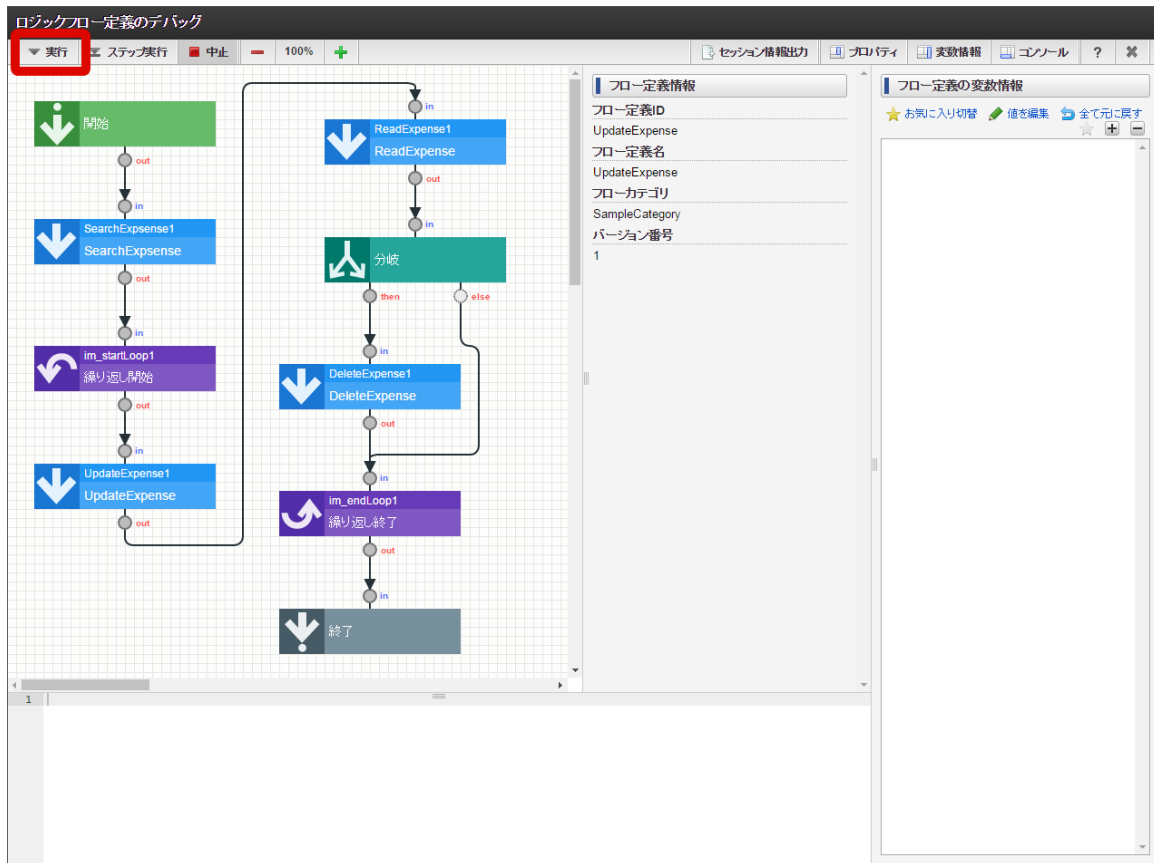 ロジックフロー定義のデバッグ
実行 ステップ実行 中止 100% セッション情報出力 プロパティ 変数情報 コンソール ?
開始
out
in
SearchExpsense1
SearchExpsense
out
in
im_startLoop1
繰り返し開始
out
in
UpdateExpense1
UpdateExpense
out
in
ReadExpense1
ReadExpense
out
in
分岐
then else
in
DeleteExpense1
DeleteExpense
out
in
im_endLoop1
繰り返し終了
out
in
終了
フロー定義情報
フロー定義ID
UpdateExpense
フロー定義名
UpdateExpense
フローカテゴリ
SampleCategory
バージョン番号
1
フロー定義の変数情報
お気に入り切替 値を編集 全て元に戻す
1